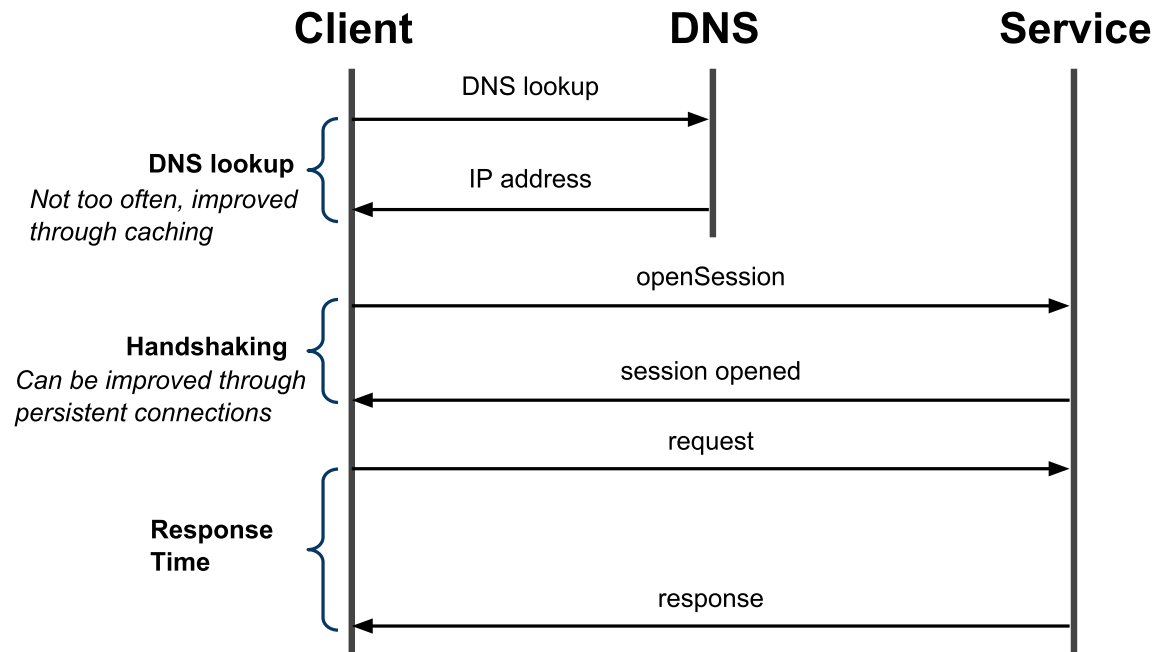 Client
DNS
Service
DNS lookup
DNS lookup
Not too often, improved
through caching
IP address
openSession
Handshaking
Can be improved through
persistent connections
session opened
request
Response
Time
response